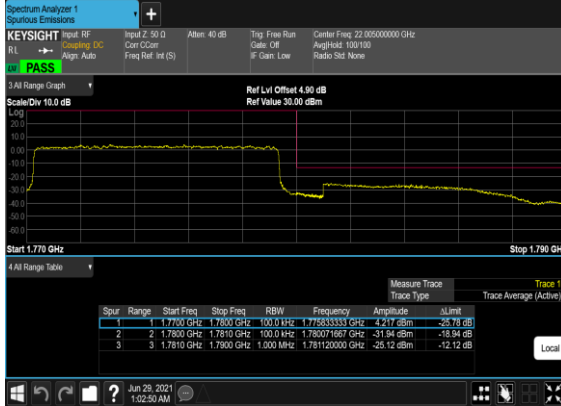 Spectrum Analyzer 1
Spurious Emissions
+
KEYSIGHT Input: RF Input Z: 50 Ω Atten: 40 dB Trig: Free Run Center Freq: 22.005000000 GHz
RL Coupling: DC Corr CCorr Gate: Off Avg|Hold: 100/100
Align: Auto Freq Ref: Int (S) IF Gain: Low Radio Std: None
LXI PASS
3 All Range Graph
Ref Lvl Offset 4.90 dB
Scale/Div 10.0 dB Ref Value 30.00 dBm
Log
20.0
10.0
0.00
-10.0
-20.0
-30.0
-40.0
-50.0
-60.0
Start 1.770 GHz Stop 1.790 GH
4 All Range Table
Measure Trace Trace 1
Trace Type Trace Average (Active)
Spur Range Start Freq Stop Freq RBW Frequency Amplitude ΔLimit
1 1 1.7700 GHz 1.7800 GHz 100.0 kHz 1.775833333 GHz 4.217 dBm -25.78 dB
2 2 1.7800 GHz 1.7810 GHz 100.0 kHz 1.780071667 GHz -31.94 dBm -18.94 dB
3 3 1.7810 GHz 1.7900 GHz 1.000 MHz 1.781120000 GHz -25.12 dBm -12.12 dB
Local
? Jun 29, 2021
1:02:50 AM